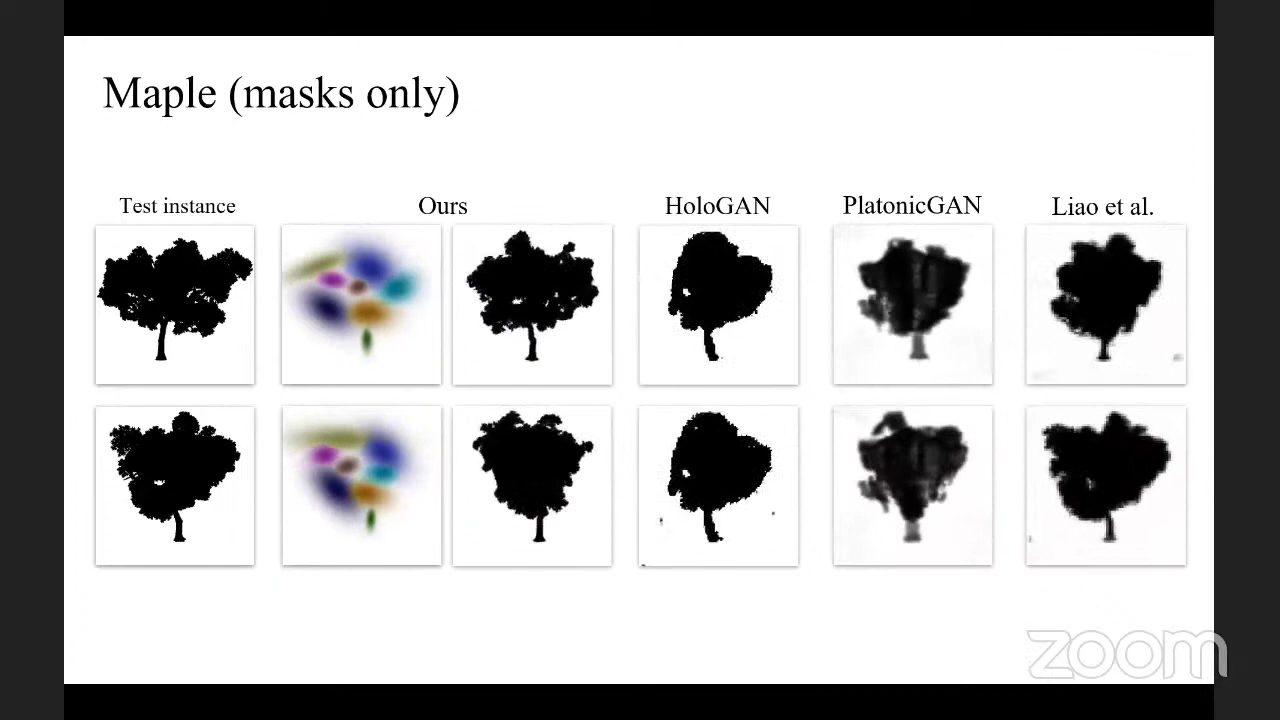 Maple (masks only)
Test instance
Ours
HoloGAN
PlatonicGAN
Liao et al.
zoom